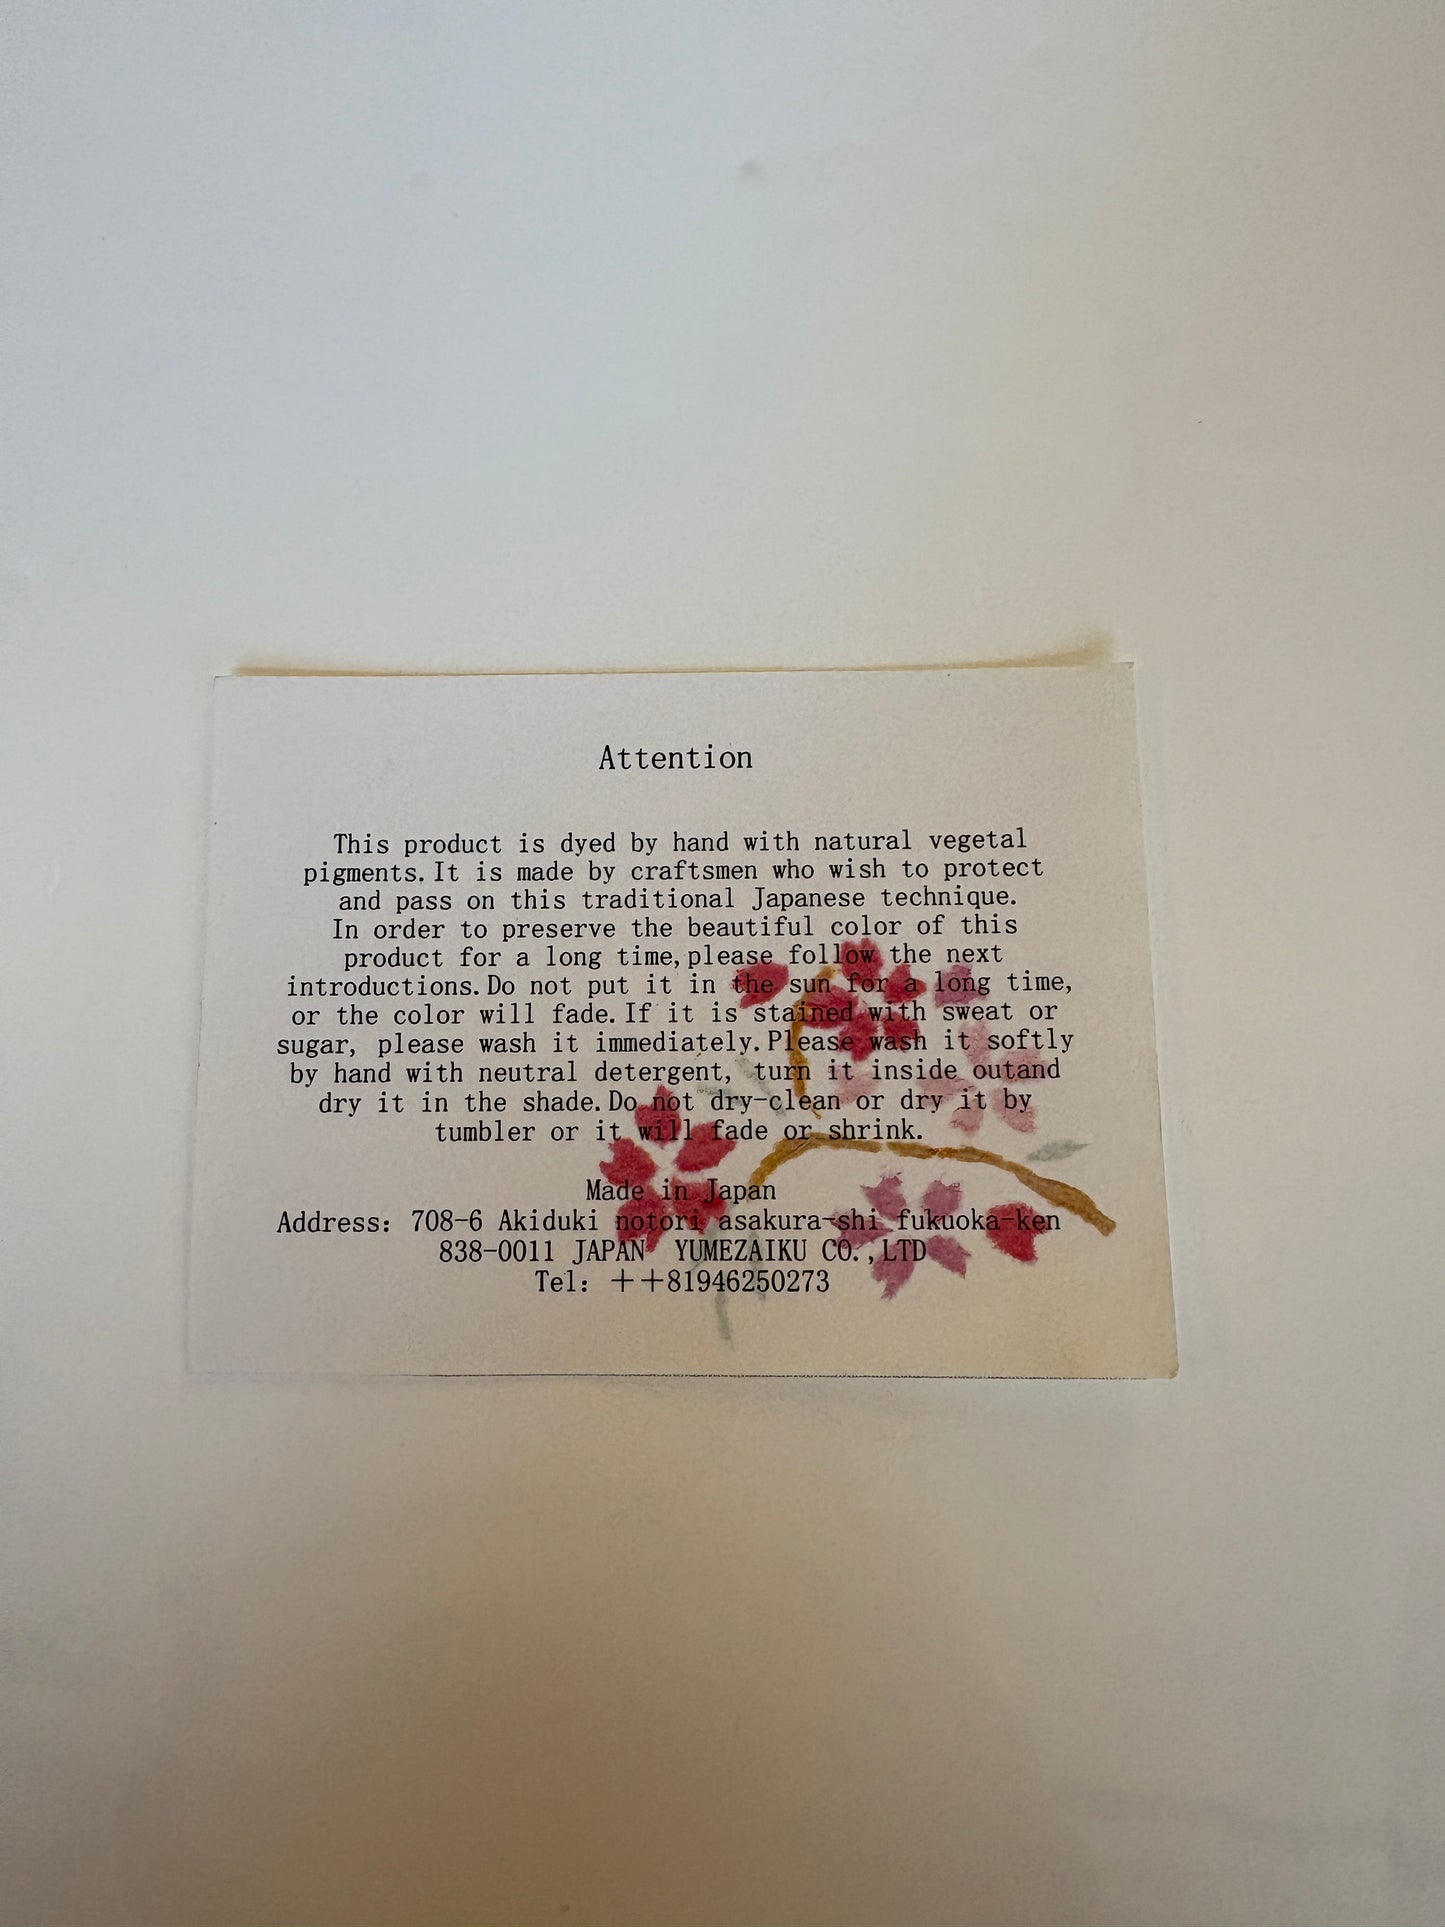 Attention
This product is dyed by hand with natural vegetal
pigments. It is made by craftsmen who wish to protect
and pass on this traditional Japanese technique.
In order to preserve the beautiful color of this
product for a long time, please follow the next
introductions. Do not put it in the sun for a long time,
or the color will fade. If it is stained with sweat or
sugar, please wash it immediately. Please wash it softly
by hand with neutral detergent, turn it inside outand
dry it in the shade. Do not dry-clean or dry it by
tumbler or it will fade or shrink.
Made in Japan
Address: 708-6 Akiduki notori asakura-shi fukuoka-ken
838-0011 JAPAN YUMEZAIKU CO.,LTD
Tel: ++81946250273